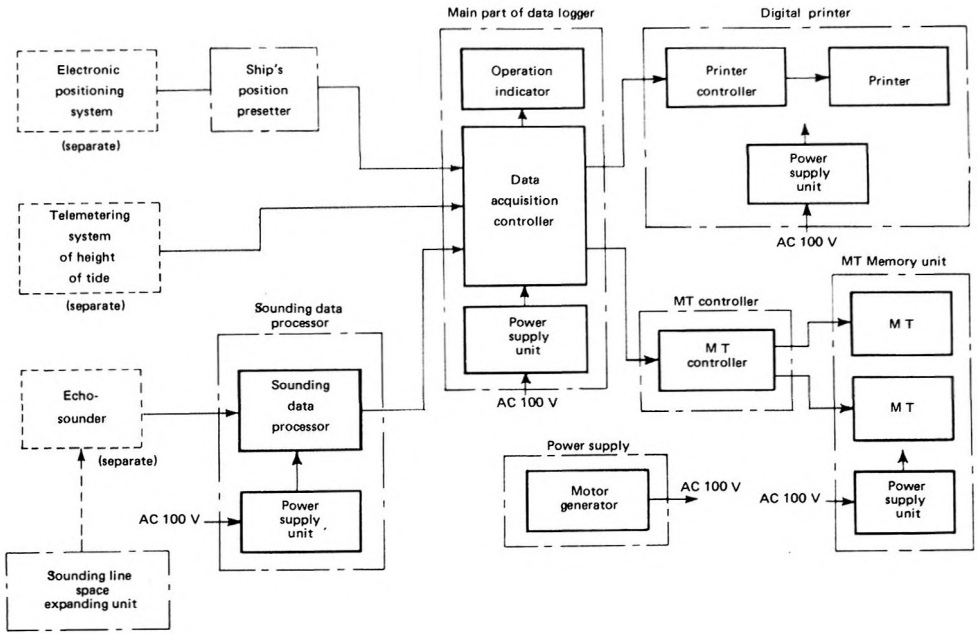 Main part of data logger
Digital printer
Electronic
positioning
system
(separate)
Ship's
position
presetter
Operation
indicator
Printer
controller
Printer
Data
acquisition
controller
Power
supply
unit
AC 100 V
Telemetering
system
of height
of tide
(separate)
Power
supply
unit
AC 100 V
MT Memory unit
MT controller
M T
controller
M T
M T
Power
supply
unit
AC 100 V
Sounding data
processor
Echo-
sounder
(separate)
Sounding
data
processor
Power
supply
unit
AC 100 V
Power supply
Motor
generator
AC 100 V
Sounding line
space
expanding unit